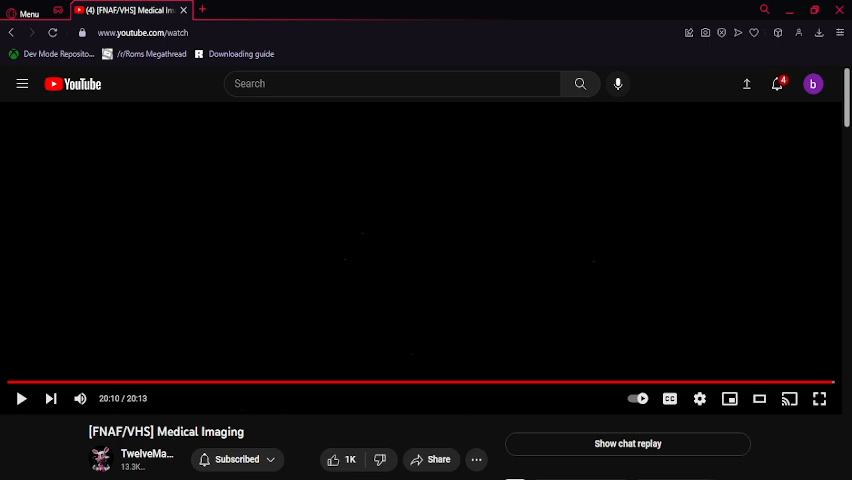 Menu
(4) [FNAF/VHS] Medical Im
www.youtube.com/watch
Dev Mode Reposito... /r/Roms Megathread Downloading guide
YouTube
Search
4
b
20:10 / 20:13
CC
[FNAF/VHS] Medical Imaging
TwelveMa...
13.3K...
Subscribed
1K
Share
Show chat replay